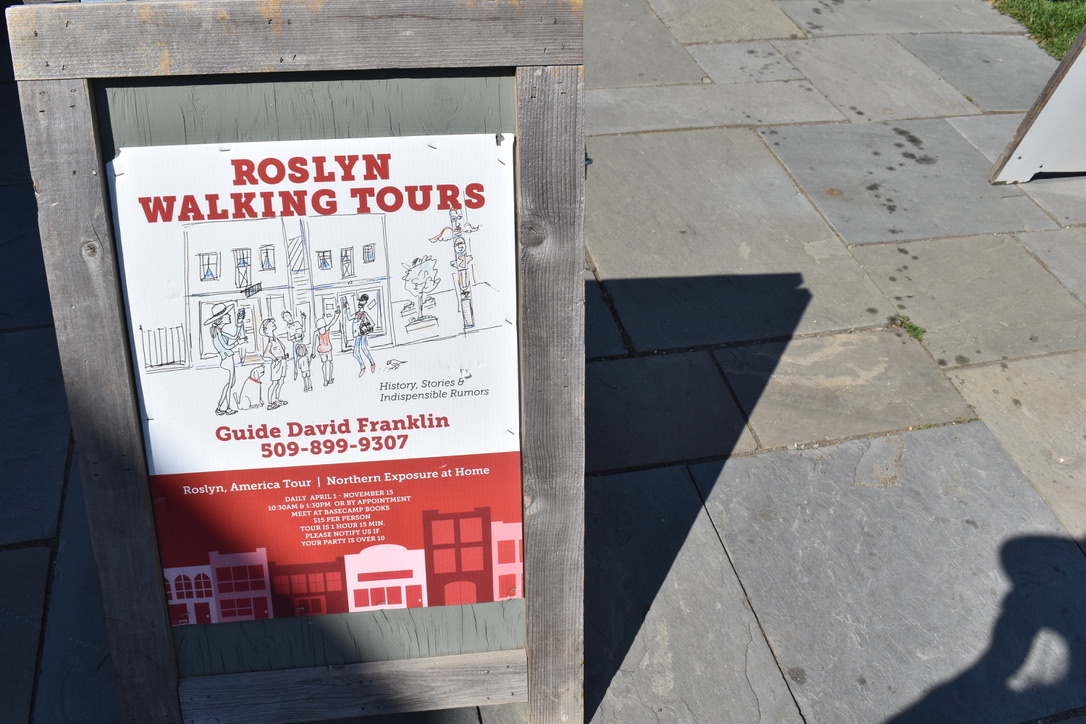 ROSLYN
WALKING TOURS
History, Stories &
Indispensible Rumors
Guide David Franklin
509-899-9307
Roslyn, America Tour | Northern Exposure at Home
DAILY APRIL 1 - NOVEMBER 15
10:30AM & 1:30PM OR BY APPOINTMENT
MEET AT BASECAMP BOOKS
$15 PER PERSON
TOUR IS 1 HOUR 15 MIN.
PLEASE NOTIFY US IF
YOUR PARTY IS OVER 10